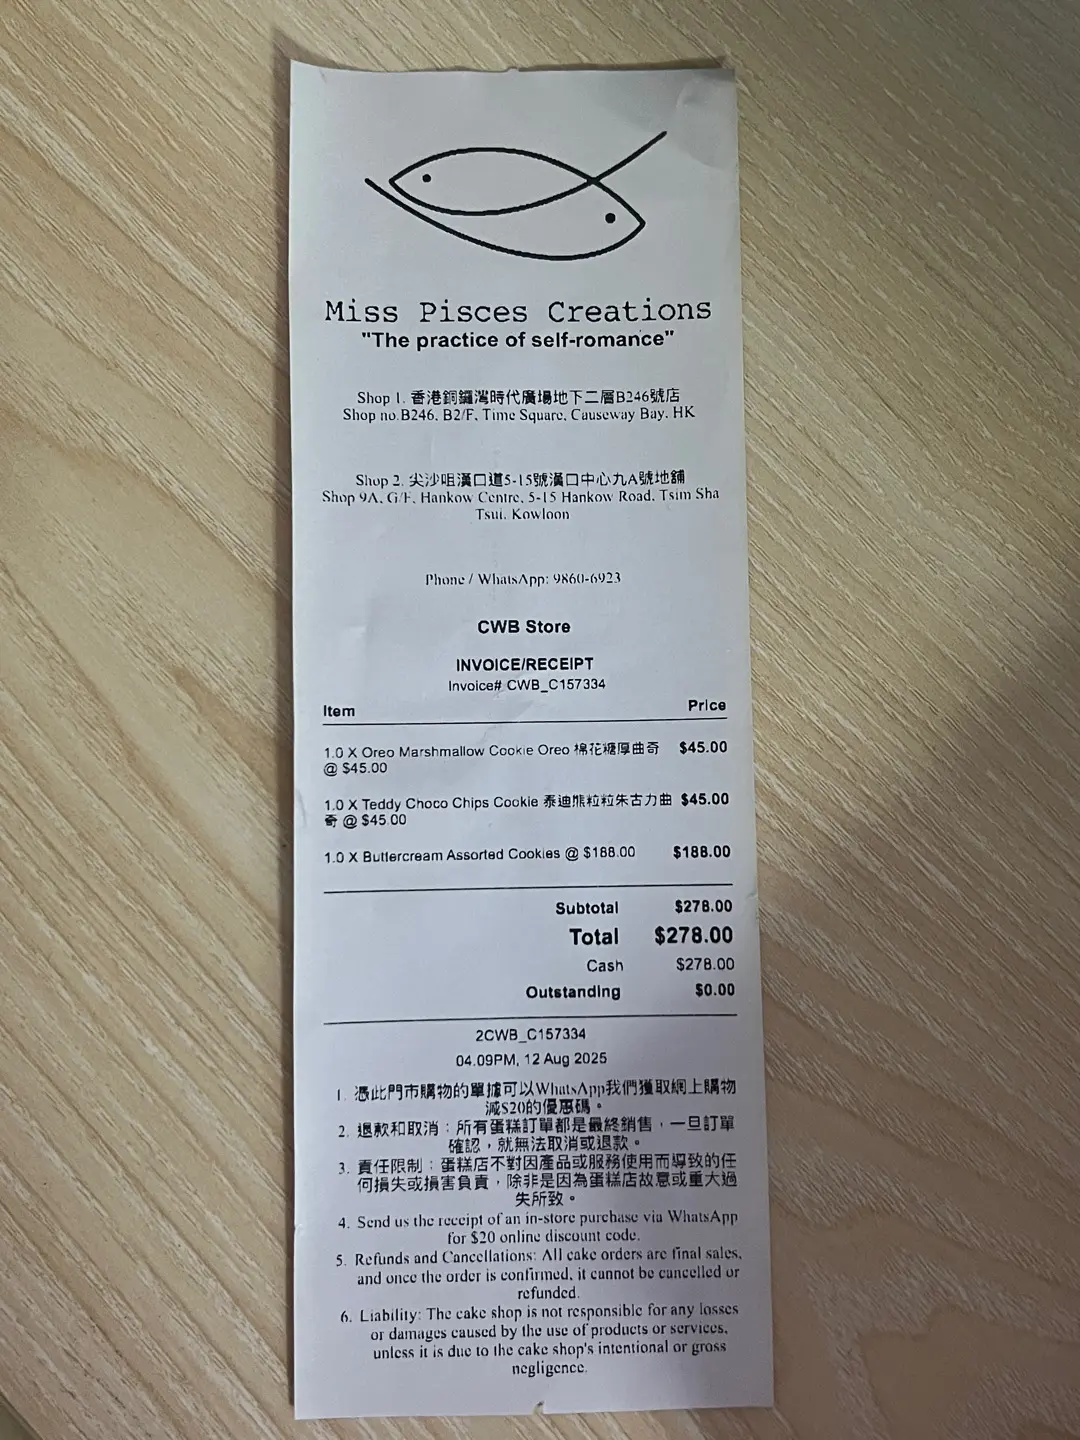 Miss Pisces Creations
"The practice of self-romance"
Shop 1. 香港銅鑼灣時代廣場地下二層B246號店
Shop no.B246, B2/F, Time Square, Causeway Bay, HK
Shop 2. 尖沙咀漢口道5-15號漢口中心九A號地舖
Shop 9A, G/F, Hankow Centre, 5-15 Hankow Road, Tsim Sha
Tsui, Kowloon
Phone / WhatsApp: 9860-6923
CWB Store
INVOICE/RECEIPT
Invoice# CWB_C157334
Item Price
1.0 X Oreo Marshmallow Cookie Oreo 棉花糖厚曲奇 $45.00
@ $45.00
1.0 X Teddy Choco Chips Cookie 泰迪熊粒粒朱古力曲 $45.00
奇 @ $45.00
1.0 X Buttercream Assorted Cookies @ $188.00 $188.00
Subtotal $278.00
Total $278.00
Cash $278.00
Outstanding $0.00
2CWB_C157334
04.09PM, 12 Aug 2025
1. 憑此門市購物的單據可以WhatsApp我們獲取網上購物
減$20的優惠碼。
2. 退款和取消：所有蛋糕訂單都是最終銷售，一旦訂單
確認，就無法取消或退款。
3. 責任限制：蛋糕店不對因產品或服務使用而導致的任
何損失或損害負責，除非是因為蛋糕店故意或重大過
失所致。
4. Send us the receipt of an in-store purchase via WhatsApp
for $20 online discount code.
5. Refunds and Cancellations: All cake orders are final sales,
and once the order is confirmed, it cannot be cancelled or
refunded.
6. Liability: The cake shop is not responsible for any losses
or damages caused by the use of products or services,
unless it is due to the cake shop's intentional or gross
negligence.